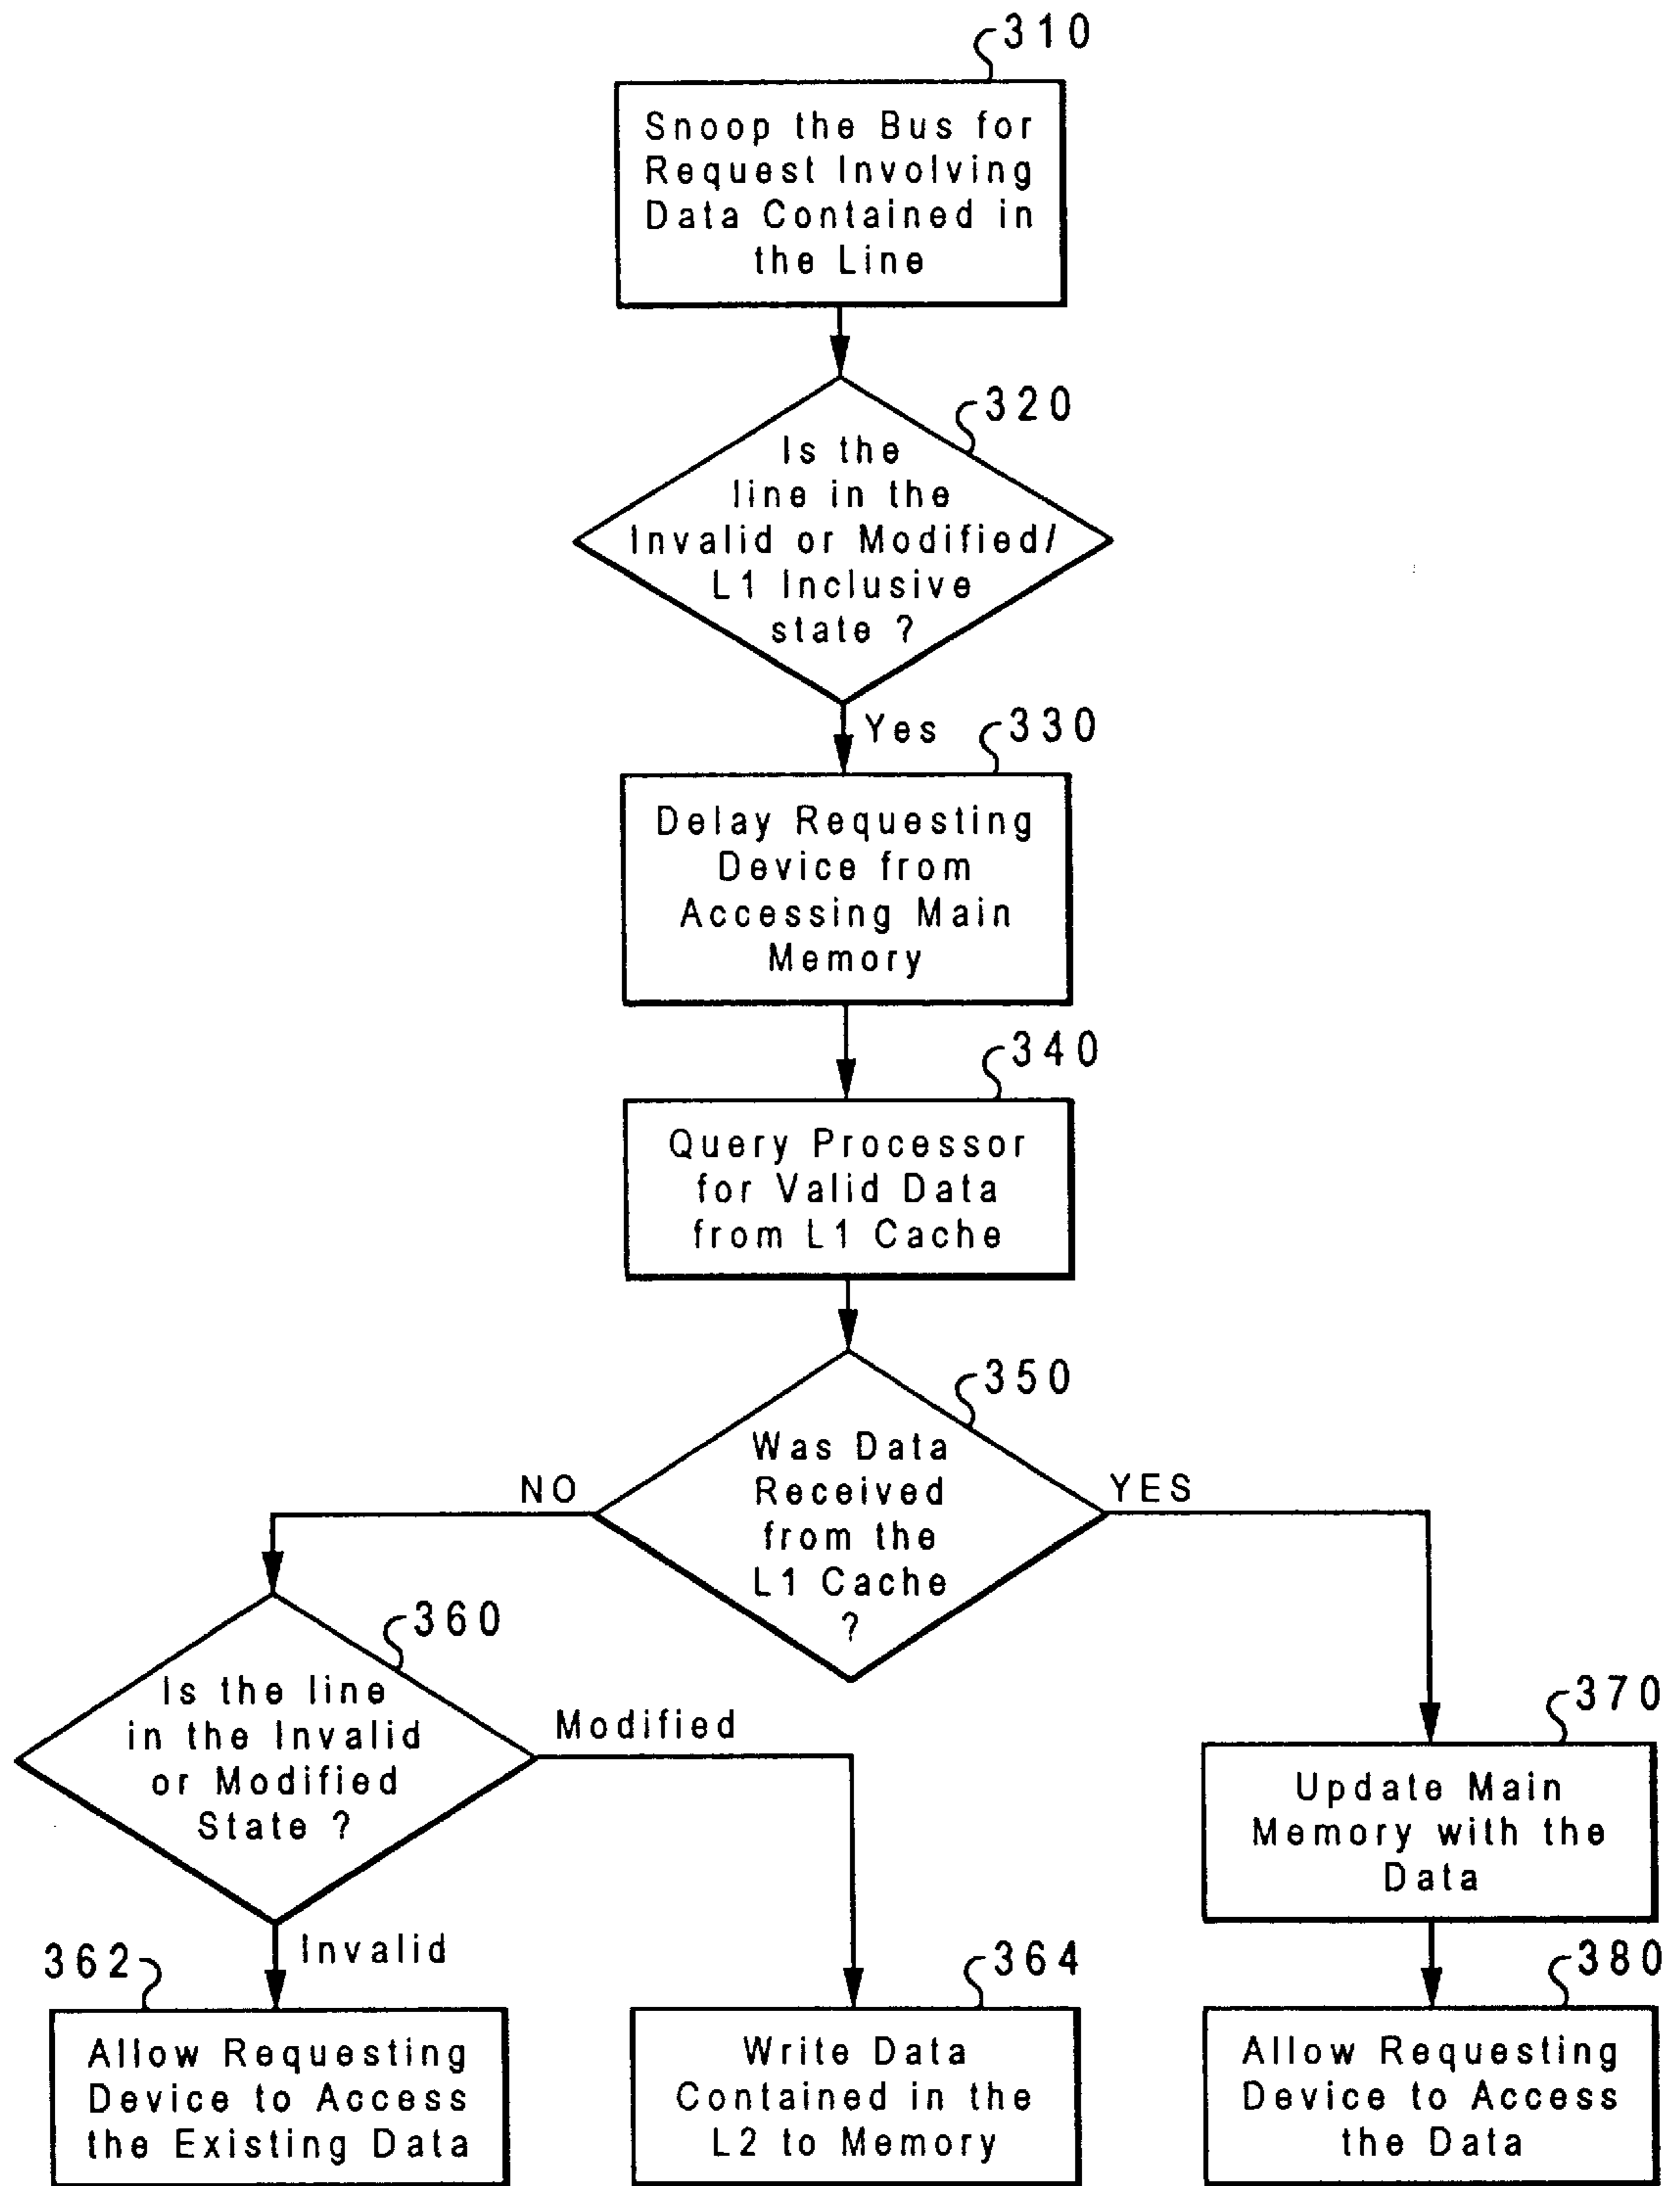 310
Snoop the Bus for
Request Involving
Data Contained in
the Line
320
Is the
line in the
Invalid or Modified/
L1 Inclusive
state ?
Yes
330
Delay Requesting
Device from
Accessing Main
Memory
340
Query Processor
for Valid Data
from L1 Cache
350
Was Data
Received
from the
L1 Cache
?
NO
YES
360
Is the line
in the Invalid
or Modified
State ?
Modified
Invalid
370
Update Main
Memory with the
Data
362
Allow Requesting
Device to Access
the Existing Data
364
Write Data
Contained in the
L2 to Memory
380
Allow Requesting
Device to Access
the Data